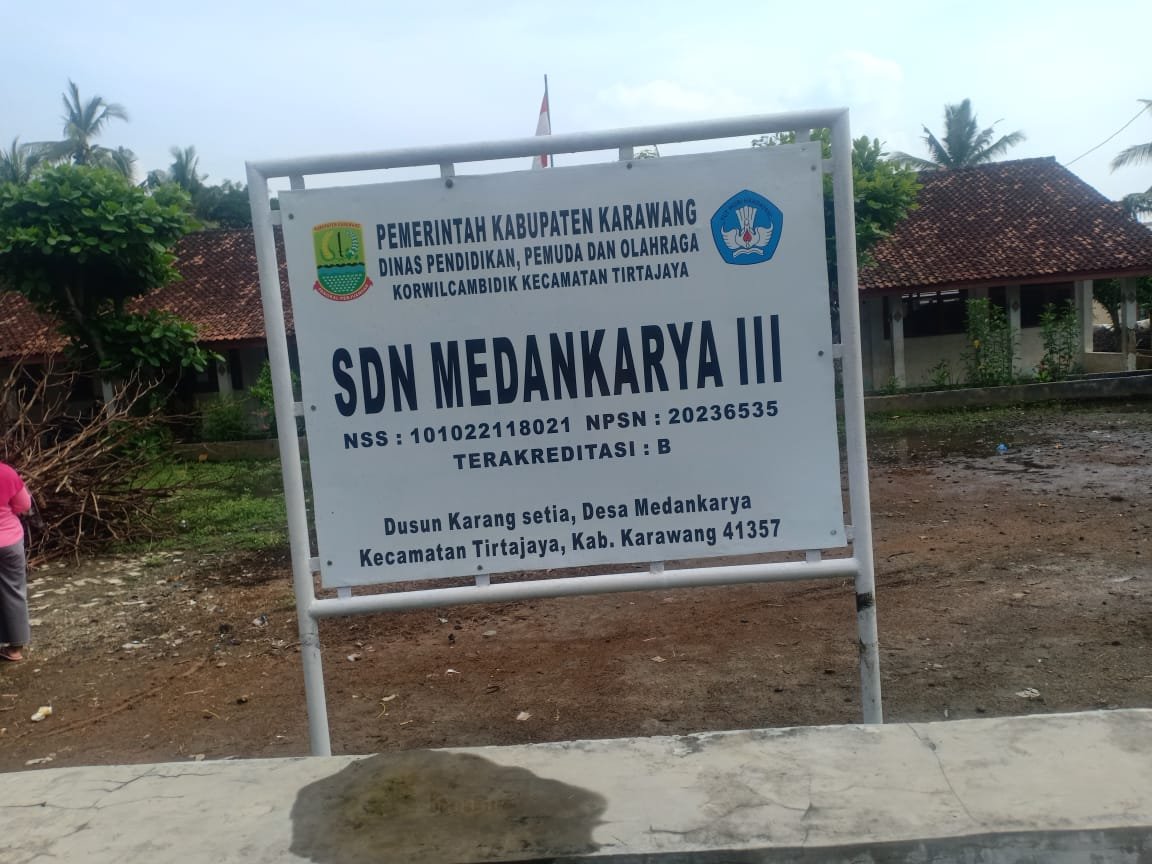 PEMERINTAH KABUPATEN KARAWANG
DINAS PENDIDIKAN, PEMUDA DAN OLAHRAGA
KORWILCAMBIDIK KECAMATAN TIRTAJAYA
SDN MEDANKARYA III
NSS : 101022118021 NPSN : 20236535
TERAKREDITASI : B
Dusun Karang setia, Desa Medankarya
Kecamatan Tirtajaya, Kab. Karawang 41357